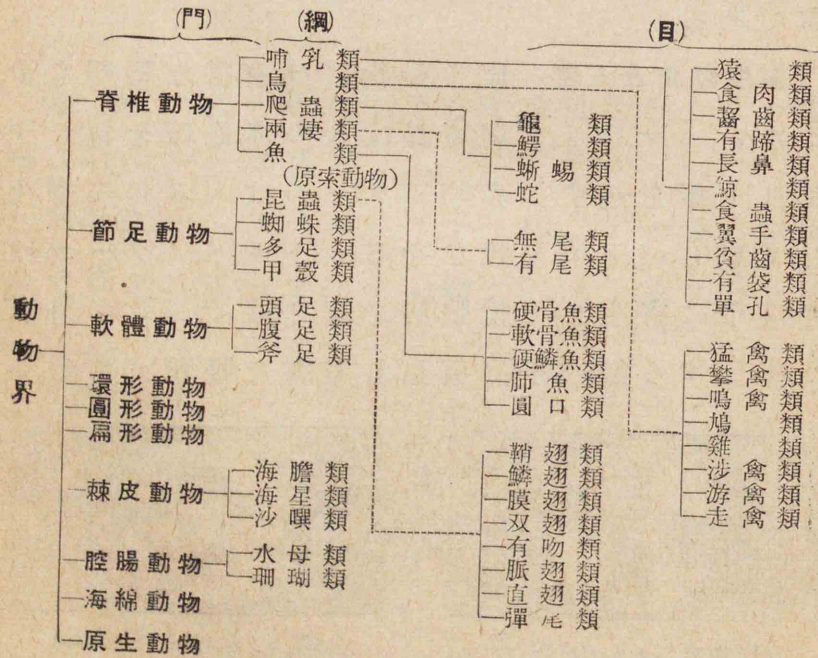 (門)
(綱)
(目)
動物界
脊椎動物
哺乳類
鳥類
爬蟲類
兩棲類
魚類
(原索動物)
節足動物
昆蟲類
蜘蛛類
多足類
甲殼類
軟體動物
頭足類
腹足類
斧足類
環形動物
圓形動物
扁形動物
棘皮動物
海膽類
海星類
沙噀類
腔腸動物
水母類
珊瑚類
海綿動物
原生動物
龜類
鰐類
蜥蜴類
蛇類
無尾類
有尾類
硬骨魚類
軟骨魚類
硬鱗魚類
肺魚類
圓口類
鞘翅類
鱗翅類
膜翅類
双翅類
有吻類
脈翅類
直翅類
彈尾類
猿類
食肉類
齧齒類
有蹄類
長鼻類
鯨類
食蟲類
翼手類
貧齒類
有袋類
單孔類
猛禽類
攀禽類
鳴禽類
鳩類
雞類
涉禽類
游禽類
走禽類